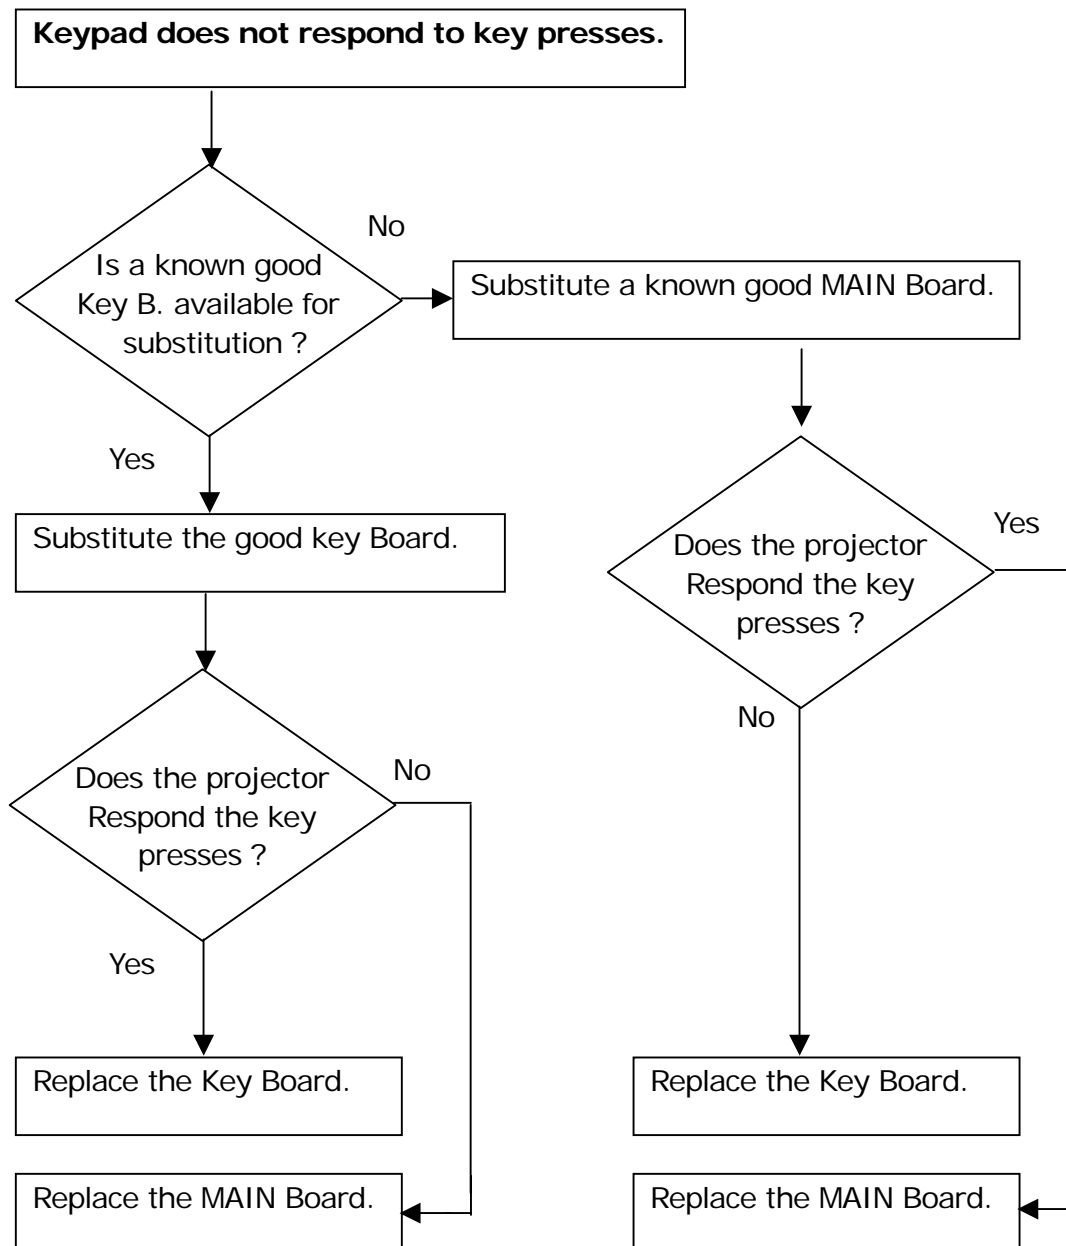 Keypad does not respond to key presses.
No
Is a known good
Key B. available for
substitution ?
Substitute a known good MAIN Board.
Yes
Substitute the good key Board.
Does the projector
Respond the key
presses ?
Yes
No
Does the projector
Respond the key
presses ?
No
Yes
Replace the Key Board.
Replace the Key Board.
Replace the MAIN Board.
Replace the MAIN Board.